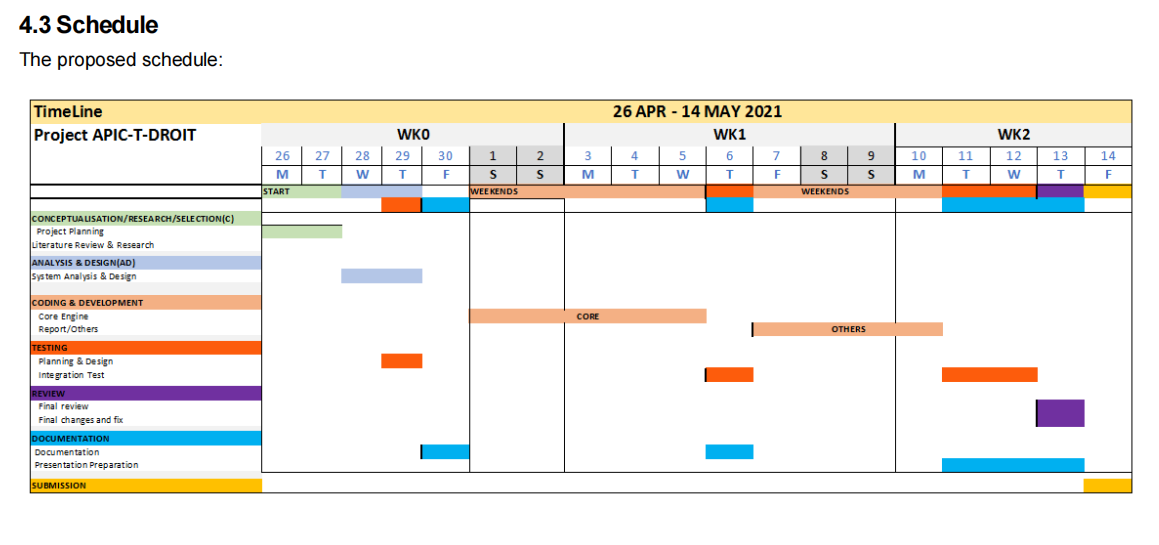 4.3 Schedule
The proposed schedule:
TimeLine 26 APR - 14 MAY 2021
Project APIC-T-DROIT WK0 WK1 WK2
26 27 28 29 30 1 2 3 4 5 6 7 8 9 10 11 12 13 14
M T W T F S S M T W T F S S M T W T F
START WEEKENDS WEEKENDS
CONCEPTUALISATION/RESEARCH/SELECTION(C)
Project Planning
Literature Review & Research
ANALYSIS & DESIGN(AD)
System Analysis & Design
CODING & DEVELOPMENT
Core Engine CORE
Report/Others OTHERS
TESTING
Planning & Design
Integration Test
REVIEW
Final review
Final changes and fix
DOCUMENTATION
Documentation
Presentation Preparation
SUBMISSION